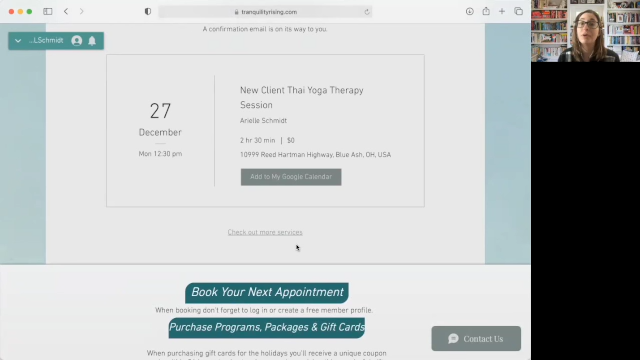 tranquilityrising.com
A confirmation email is on its way to you.
...LSchmidt
27
December
Mon 12:30 pm
New Client Thai Yoga Therapy
Session
Arielle Schmidt
2 hr 30 min | $0
10999 Reed Hartman Highway, Blue Ash, OH, USA
Add to My Google Calendar
Check out more services
Book Your Next Appointment
When booking don't forget to log in or create a free member profile.
Purchase Programs, Packages & Gift Cards
When purchasing gift cards for the holidays you'll receive a unique coupon
Contact Us